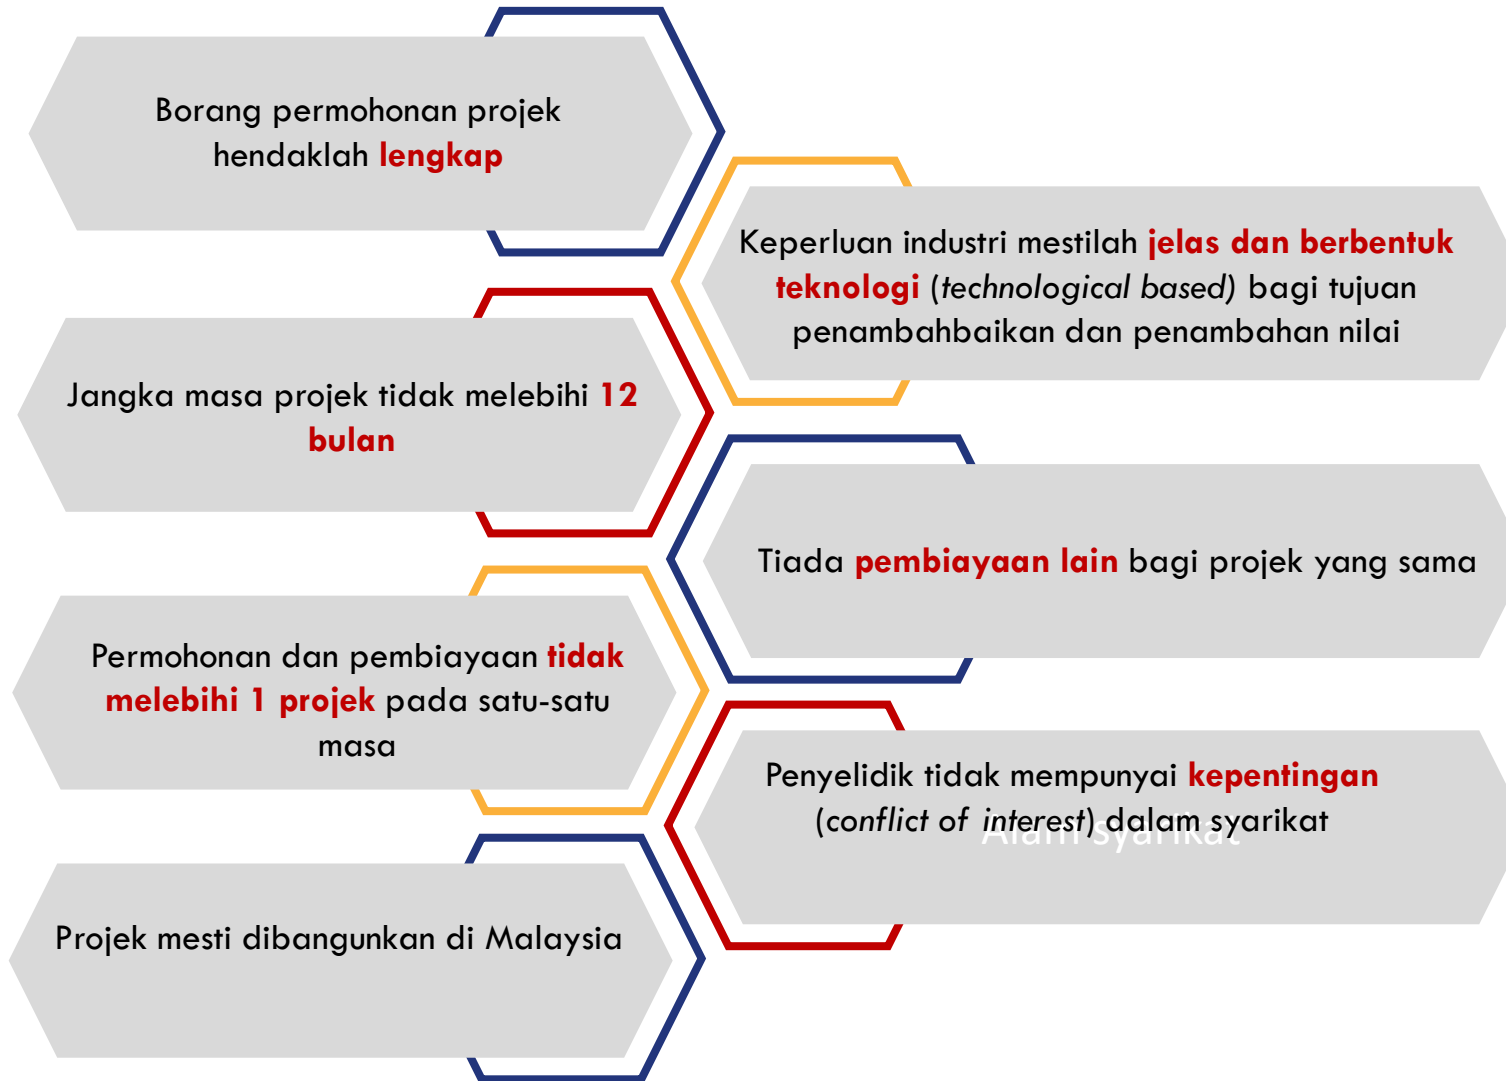 Borang permohonan projek
hendaklah lengkap
Keperluan industri mestilah jelas dan berbentuk
teknologi (technological based) bagi tujuan
penambahbaikan dan penambahan nilai
Jangka masa projek tidak melebihi 12
bulan
Tiada pembiayaan lain bagi projek yang sama
Permohonan dan pembiayaan tidak
melebihi 1 projek pada satu-satu
masa
Penyelidik tidak mempunyai kepentingan
(conflict of interest) dalam syarikat
Alam syarikat
Projek mesti dibangunkan di Malaysia